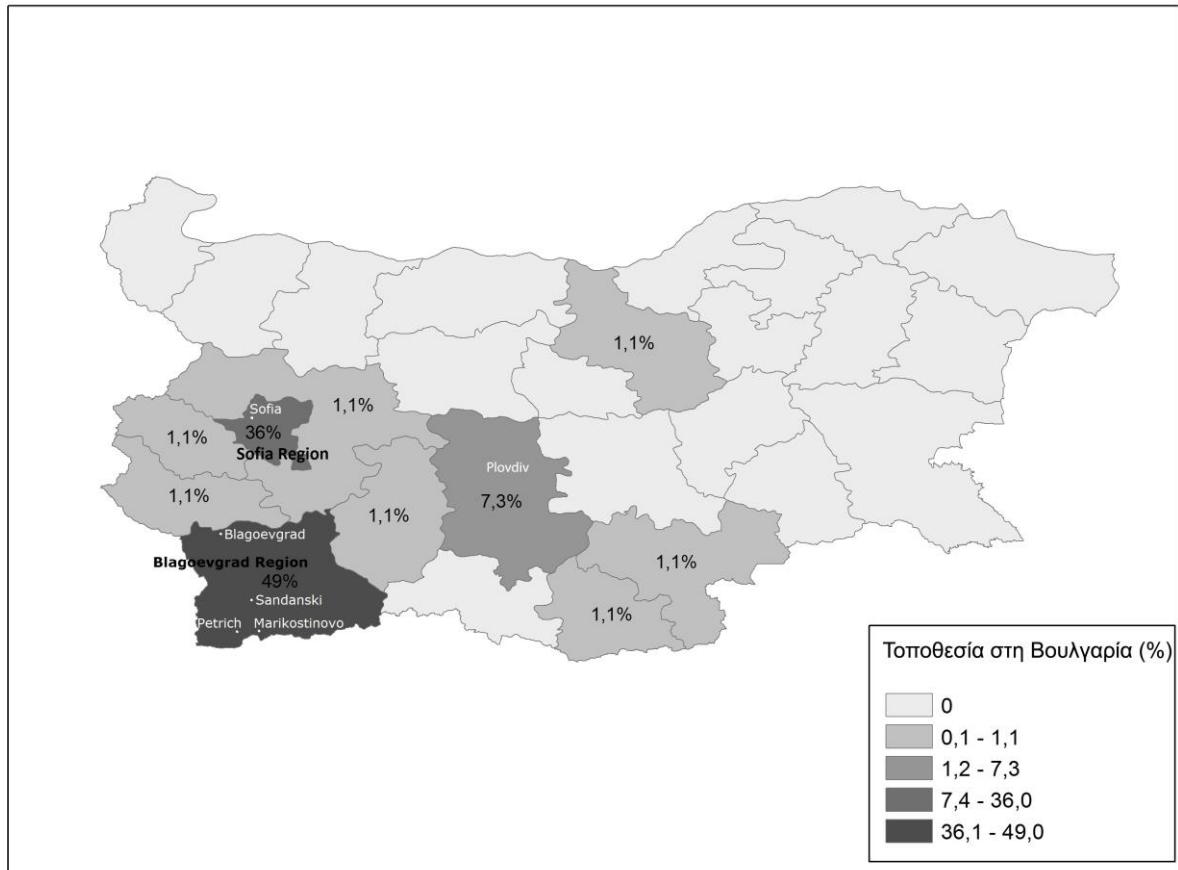 1,1%
Sofia
1,1%
36%
1,1%
Sofia Region
Plovdiv
1,1%
7,3%
1,1%
Blagoevgrad
Blagoevgrad Region
1,1%
49%
Sandanski
1,1%
Petrich
Marikostinovo
Τοποθεσία στη Βουλγαρία (%)
0
0,1 - 1,1
1,2 - 7,3
7,4 - 36,0
36,1 - 49,0